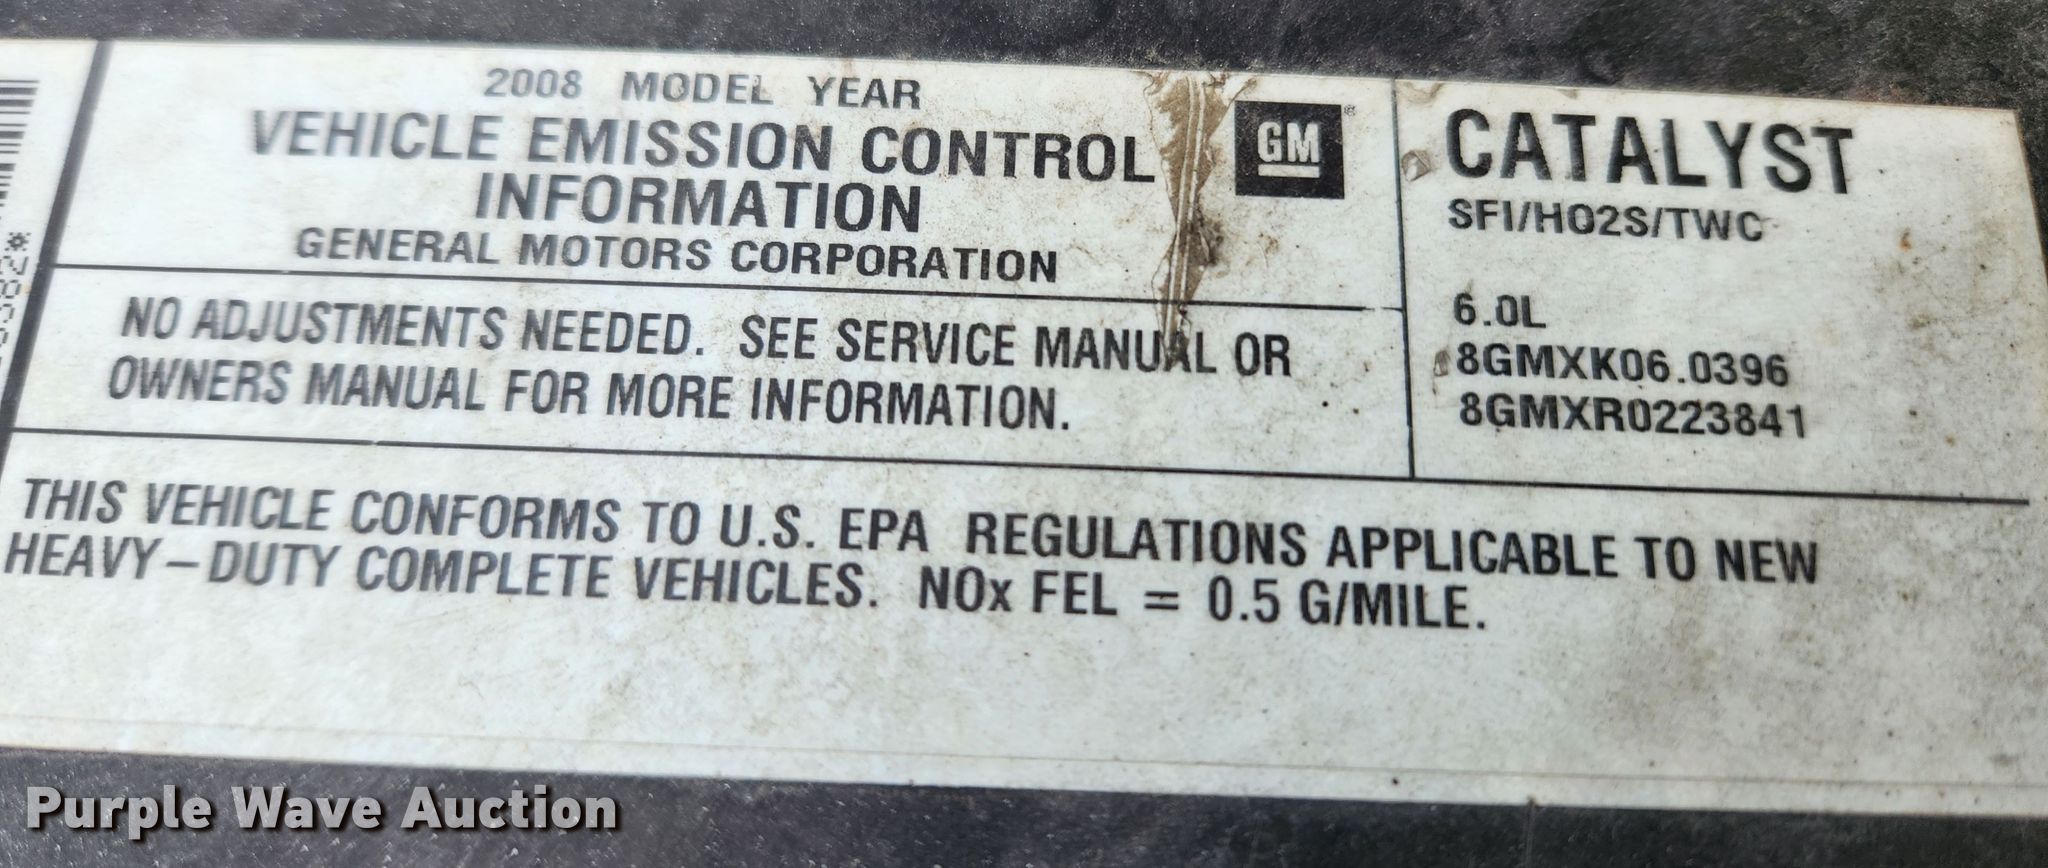 2008 MODEL YEAR
VEHICLE EMISSION CONTROL
INFORMATION
GENERAL MOTORS CORPORATION
GM
NO ADJUSTMENTS NEEDED. SEE SERVICE MANUAL OR
OWNERS MANUAL FOR MORE INFORMATION.
CATALYST
SFI/HO2S/TWC
6.0L
8GMXK06.0396
8GMXR0223841
THIS VEHICLE CONFORMS TO U.S. EPA REGULATIONS APPLICABLE TO NEW
HEAVY-DUTY COMPLETE VEHICLES. NOx FEL = 0.5 G/MILE.
Purple Wave Auction